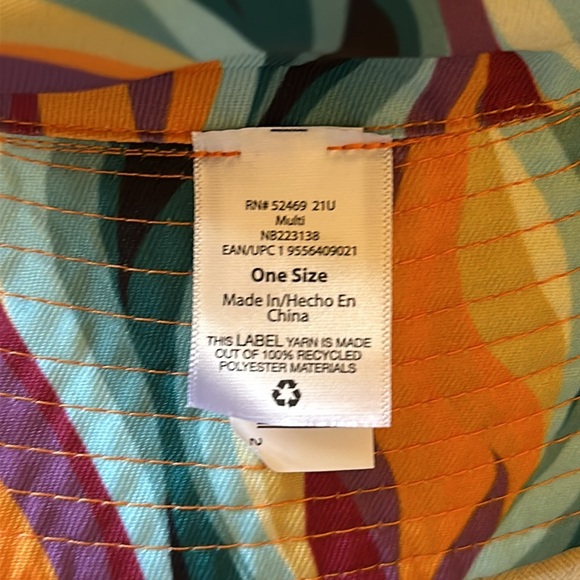 RN# 52469 21U
Multi
NB223138
EAN/UPC 1 9556409021
One Size
Made In/Hecho En
China
THIS LABEL YARN IS MADE
OUT OF 100% RECYCLED
POLYESTER MATERIALS
2